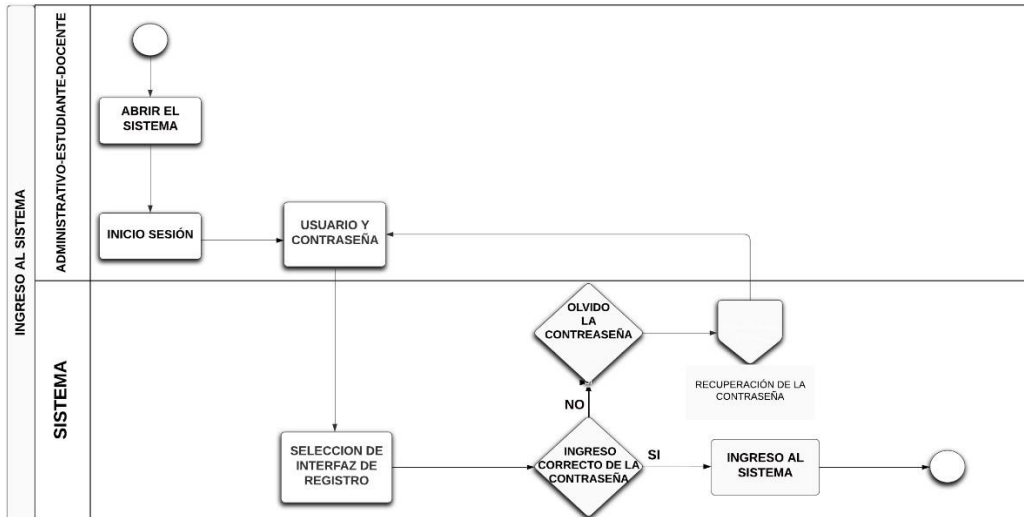 INGRESO AL SISTEMA
ADMINISTRATIVO-ESTUDIANTE-DOCENTE
ABRIR EL
SISTEMA
INICIO SESIÓN
USUARIO Y
CONTRASEÑA
SISTEMA
OLVIDO
LA
CONTREASEÑA
RECUPERACIÓN DE LA
CONTRASEÑA
NO
SELECCION DE
INTERFAZ DE
REGISTRO
INGRESO
CORRECTO DE LA
CONTRASEÑA
SI
INGRESO AL
SISTEMA